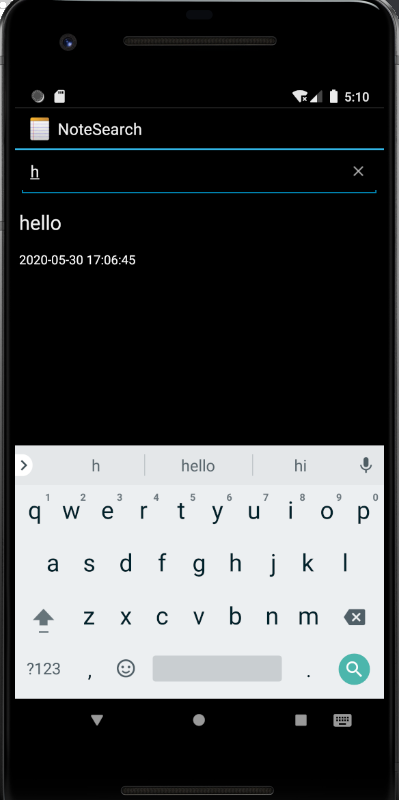 5:10
NoteSearch
h
hello
2020-05-30 17:06:45
h hello hi
1 2 3 4 5 6 7 8 9 0
q w e r t y u i o p
a s d f g h j k l
z x c v b n m
?123 , .